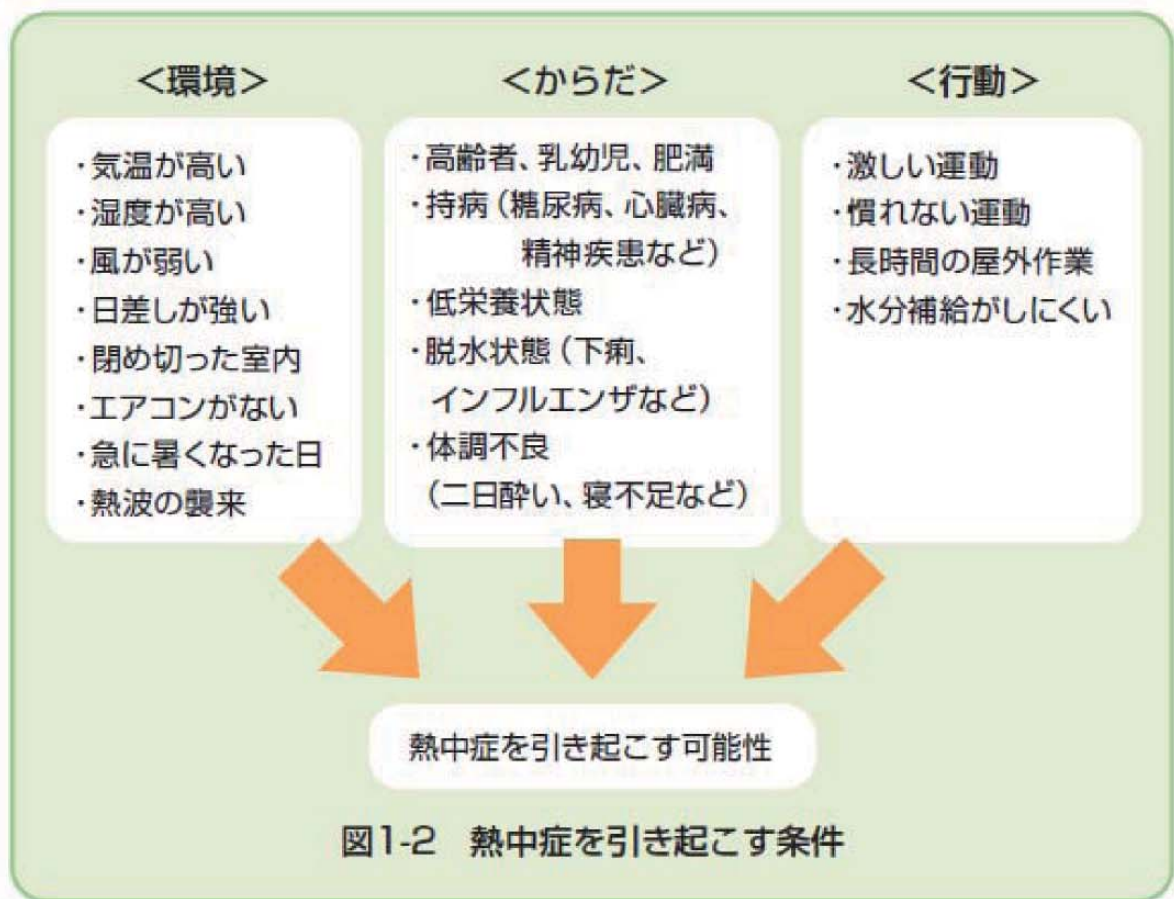 <環境>
・気温が高い
・湿度が高い
・風が弱い
・日差しが強い
・閉め切った室内
・エアコンがない
・急に暑くなった日
・熱波の襲来
<からだ>
・高齢者、乳幼児、肥満
・持病(糖尿病、心臓病、
精神疾患など)
・低栄養状態
・脱水状態(下痢、
インフルエンザなど)
・体調不良
(二日酔い、寝不足など)
<行動>
・激しい運動
・慣れない運動
・長時間の屋外作業
・水分補給がしにくい
熱中症を引き起こす可能性
図1-2 熱中症を引き起こす条件